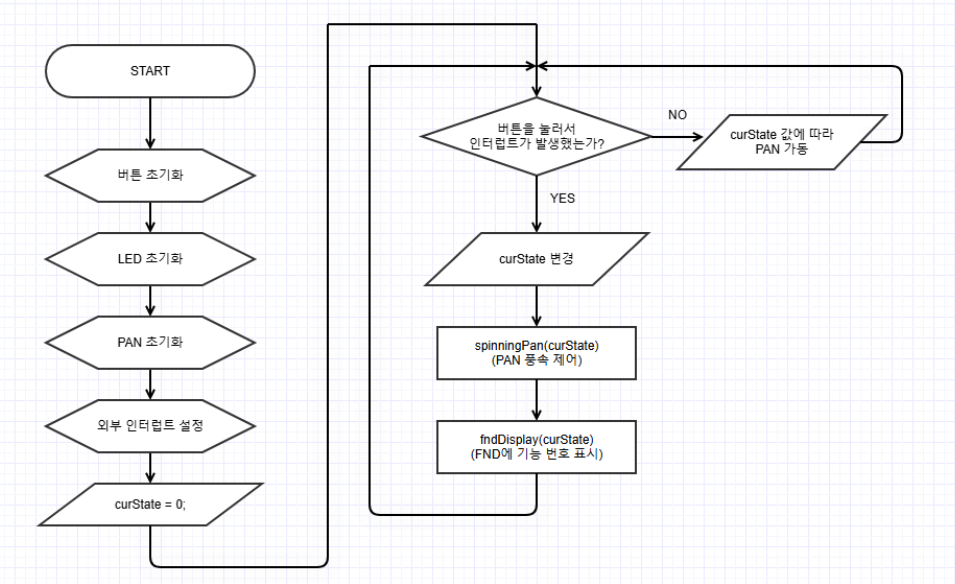 START
버튼 초기화
LED 초기화
PAN 초기화
외부 인터럽트 설정
curState = 0;
버튼을 눌러서
인터럽트가 발생했는가?
NO
curState 값에 따라
PAN 가동
YES
curState 변경
spinningPan(curState)
(PAN 풍속 제어)
fndDisplay(curState)
(FND에 기능 번호 표시)